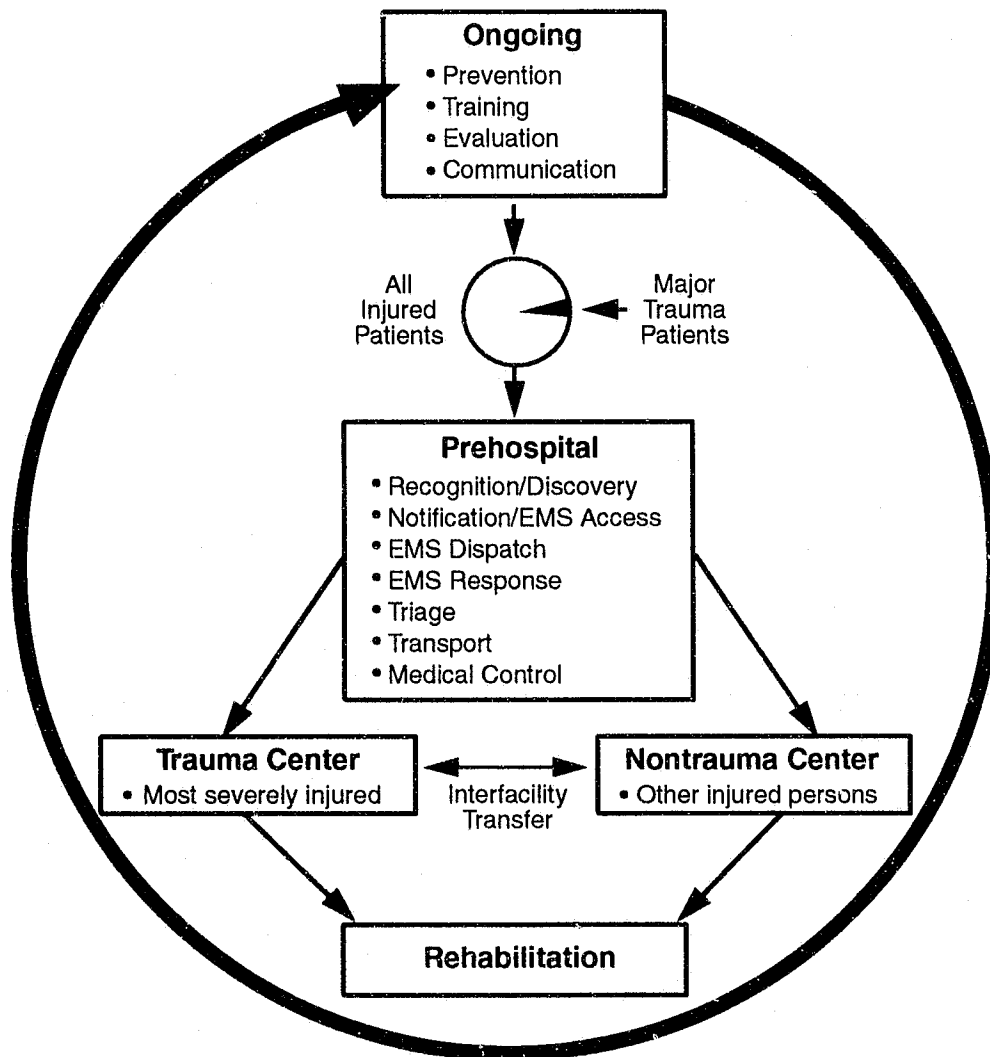 Ongoing
• Prevention
• Training
• Evaluation
• Communication
All
Injured
Patients
Major
Trauma
Patients
Prehospital
• Recognition/Discovery
• Notification/EMS Access
• EMS Dispatch
• EMS Response
• Triage
• Transport
• Medical Control
Trauma Center
• Most severely injured
Interfacility
Transfer
Nontrauma Center
• Other injured persons
Rehabilitation